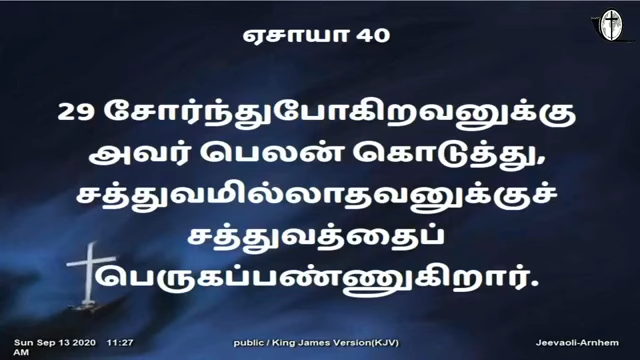 ஏசாயா 40
29 சோர்ந்துபோகிறவனுக்கு
அவர் பெலன் கொடுத்து,
சத்துவமில்லாதவனுக்குச்
சத்துவத்தைப்
பெருகப்பண்ணுகிறார்.
Sun Sep 13 2020 11:27
AM
public / King James Version(KJV)
Jeevaoli-Arnhem